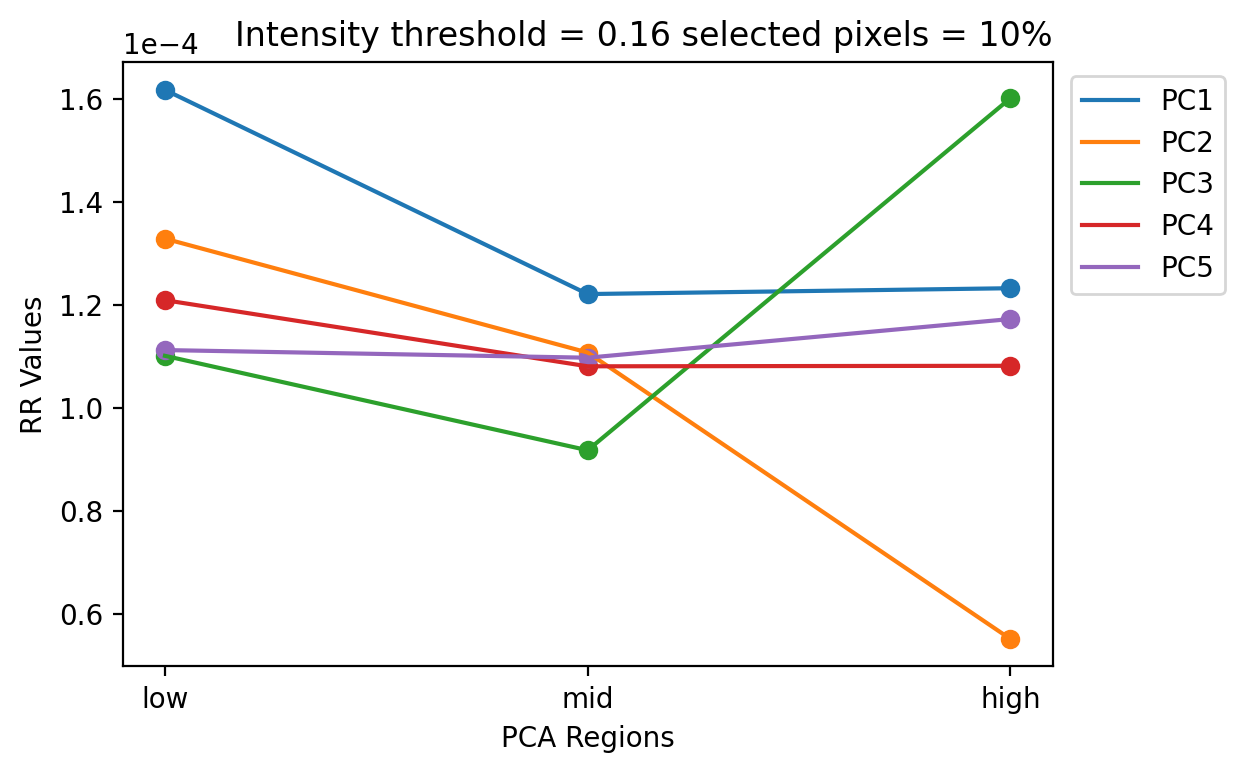 Intensity threshold = 0.16 selected pixels = 10%
1e−4
1.6
1.4
1.2
1.0
0.8
0.6
RR Values
low
mid
high
PCA Regions
PC1
PC2
PC3
PC4
PC5